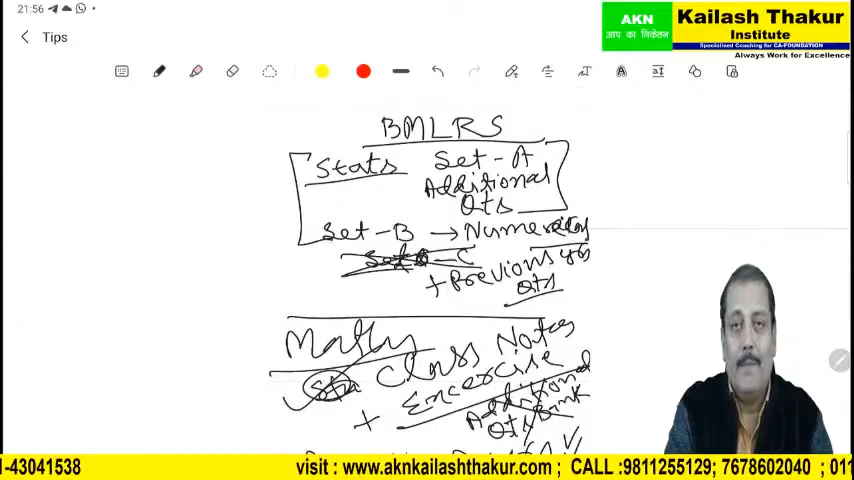 21:56
AKN
आप का निकेतन
Kailash Thakur
Institute
Specialised Coaching for CA-FOUNDATION
Always Work for Excellence
Tips
BMLRS
Stats Set-A
Additional
Qts
Set-B → Numerical
Set-C
+ Previous yrs
Qts
Maths
Class Notes
+ Excercise
Additional
Qts Bank
1-43041538 visit : www.aknkailashthakur.com ; CALL :9811255129; 7678602040 ; 011